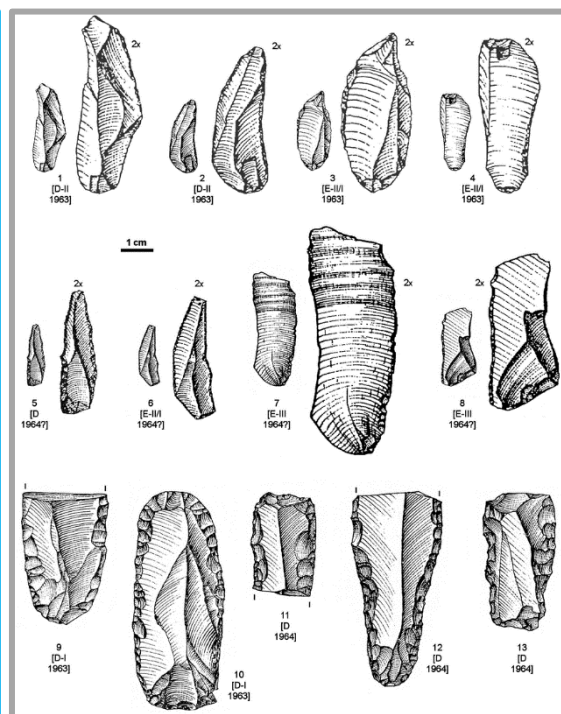 2x
2x
2x
2x
1
[D-II
1963]
2
[D-II
1963]
3
[E-II/I
1963]
4
[E-II/I
1963]
1 cm
2x
2x
2x
2x
5
[D
1964?]
6
[E-II/I
1964?]
7
[E-III
1964?]
8
[E-III
1964?]
9
[D-I
1963]
10
[D-I
1963]
11
[D
1964]
12
[D
1964]
13
[D
1964]